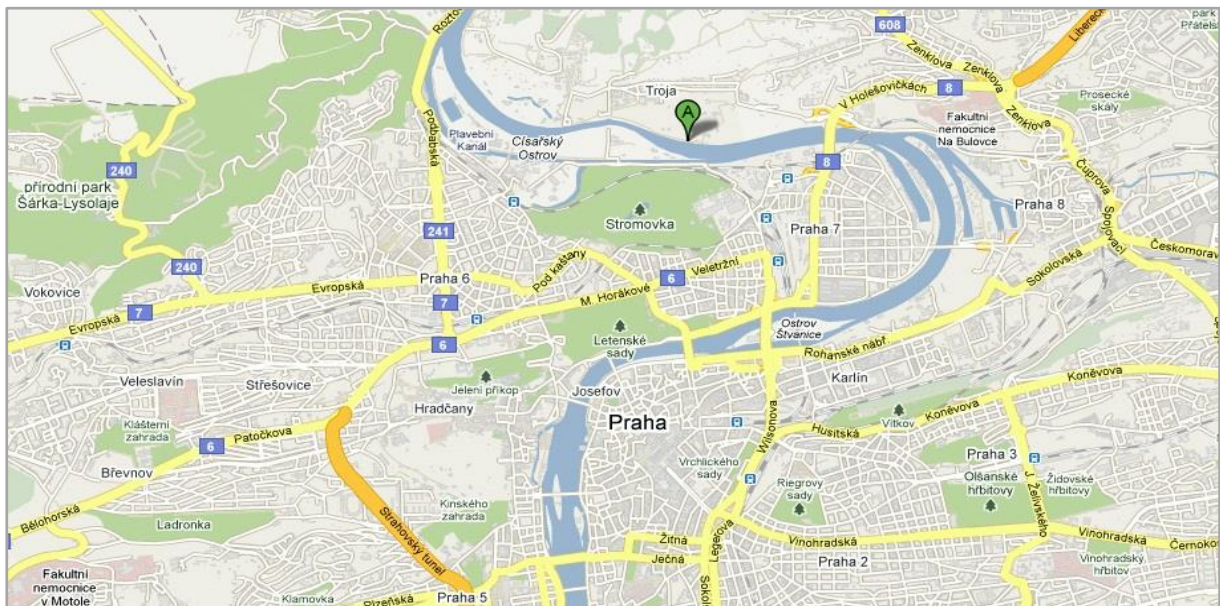 Rozto
608
Zenklova
Zenklova
Liberec
park
Přátels
Troja
A
V Holešovičkách
8
Zenklova
Prosecké
skály
Plavební
Kanál
Císařský
Ostrov
Fakultní
nemocnice
Na Bulovce
Podbabská
240
přírodní park
Šárka-Lysolaje
8
Čuprova
Spojovací
Praha 8
Stromovka
Praha 7
241
240
Praha 6
Pod kaštany
Veletržní
6
Sokolovská
Českomorav
Vokovice
Evropská
7
M. Horákové
7
Evropská
6
Letenské
sady
Ostrov
Štvanice
Rohanské nábř
Veleslavín
Střešovice
Jelení příkop
Josefov
Karlín
Koněvova
Hradčany
Praha
Wilsonova
Vítkov
Koněvova
Husitská
Klášterní
zahrada
6
Patočkova
Břevnov
Vrchlického
sady
Riegrovy
sady
Praha 3
Olšanské
hřbitovy
Židovské
hřbitovy
J. Želivského
Bělohorská
Ladronka
Strahovský tunel
Kinského
zahrada
Žitná
Ječná
Legerova
Vinohradská
Vinohradská
Černoko
Praha 2
Vinohradský
hřbitov
Fakultní
nemocnice
v Motole
Klamovka
Plzeňská
Praha 5
Sokol